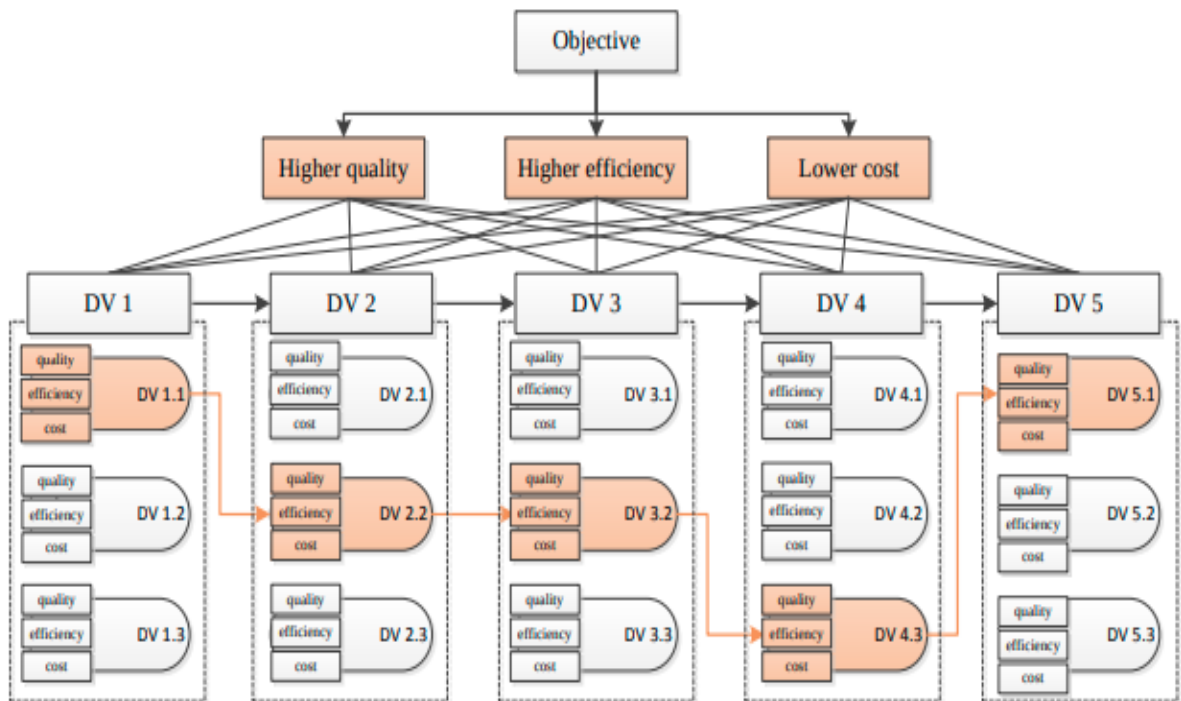 Objective
Higher quality
Higher efficiency
Lower cost
DV 1
DV 2
DV 3
DV 4
DV 5
quality
efficiency
cost
DV 1.1
quality
efficiency
cost
DV 1.2
quality
efficiency
cost
DV 1.3
quality
efficiency
cost
DV 2.1
quality
efficiency
cost
DV 2.2
quality
efficiency
cost
DV 2.3
quality
efficiency
cost
DV 3.1
quality
efficiency
cost
DV 3.2
quality
efficiency
cost
DV 3.3
quality
efficiency
cost
DV 4.1
quality
efficiency
cost
DV 4.2
quality
efficiency
cost
DV 4.3
quality
efficiency
cost
DV 5.1
quality
efficiency
cost
DV 5.2
quality
efficiency
cost
DV 5.3